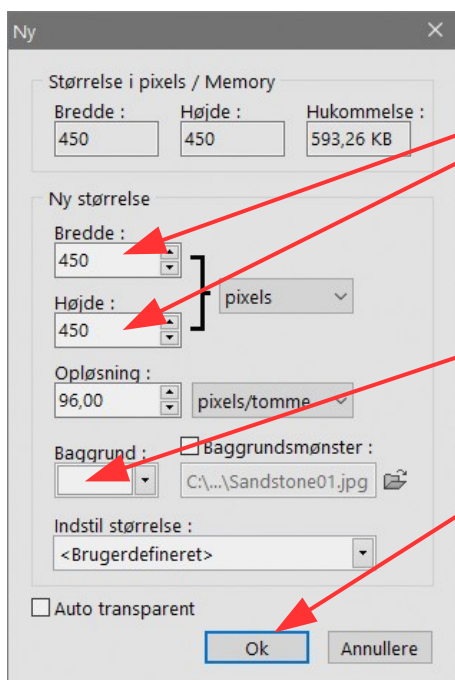 Ny
Størrelse i pixels / Memory
Bredde : Højde : Hukommelse :
450 450 593,26 KB
Ny størrelse
Bredde :
450
pixels
Højde :
450
Opløsning :
96,00 pixels/tomme
Baggrund : Baggrundsmønster :
C:\...\Sandstone01.jpg
Indstil størrelse :
<Brugerdefineret>
Auto transparent
Ok Annullere